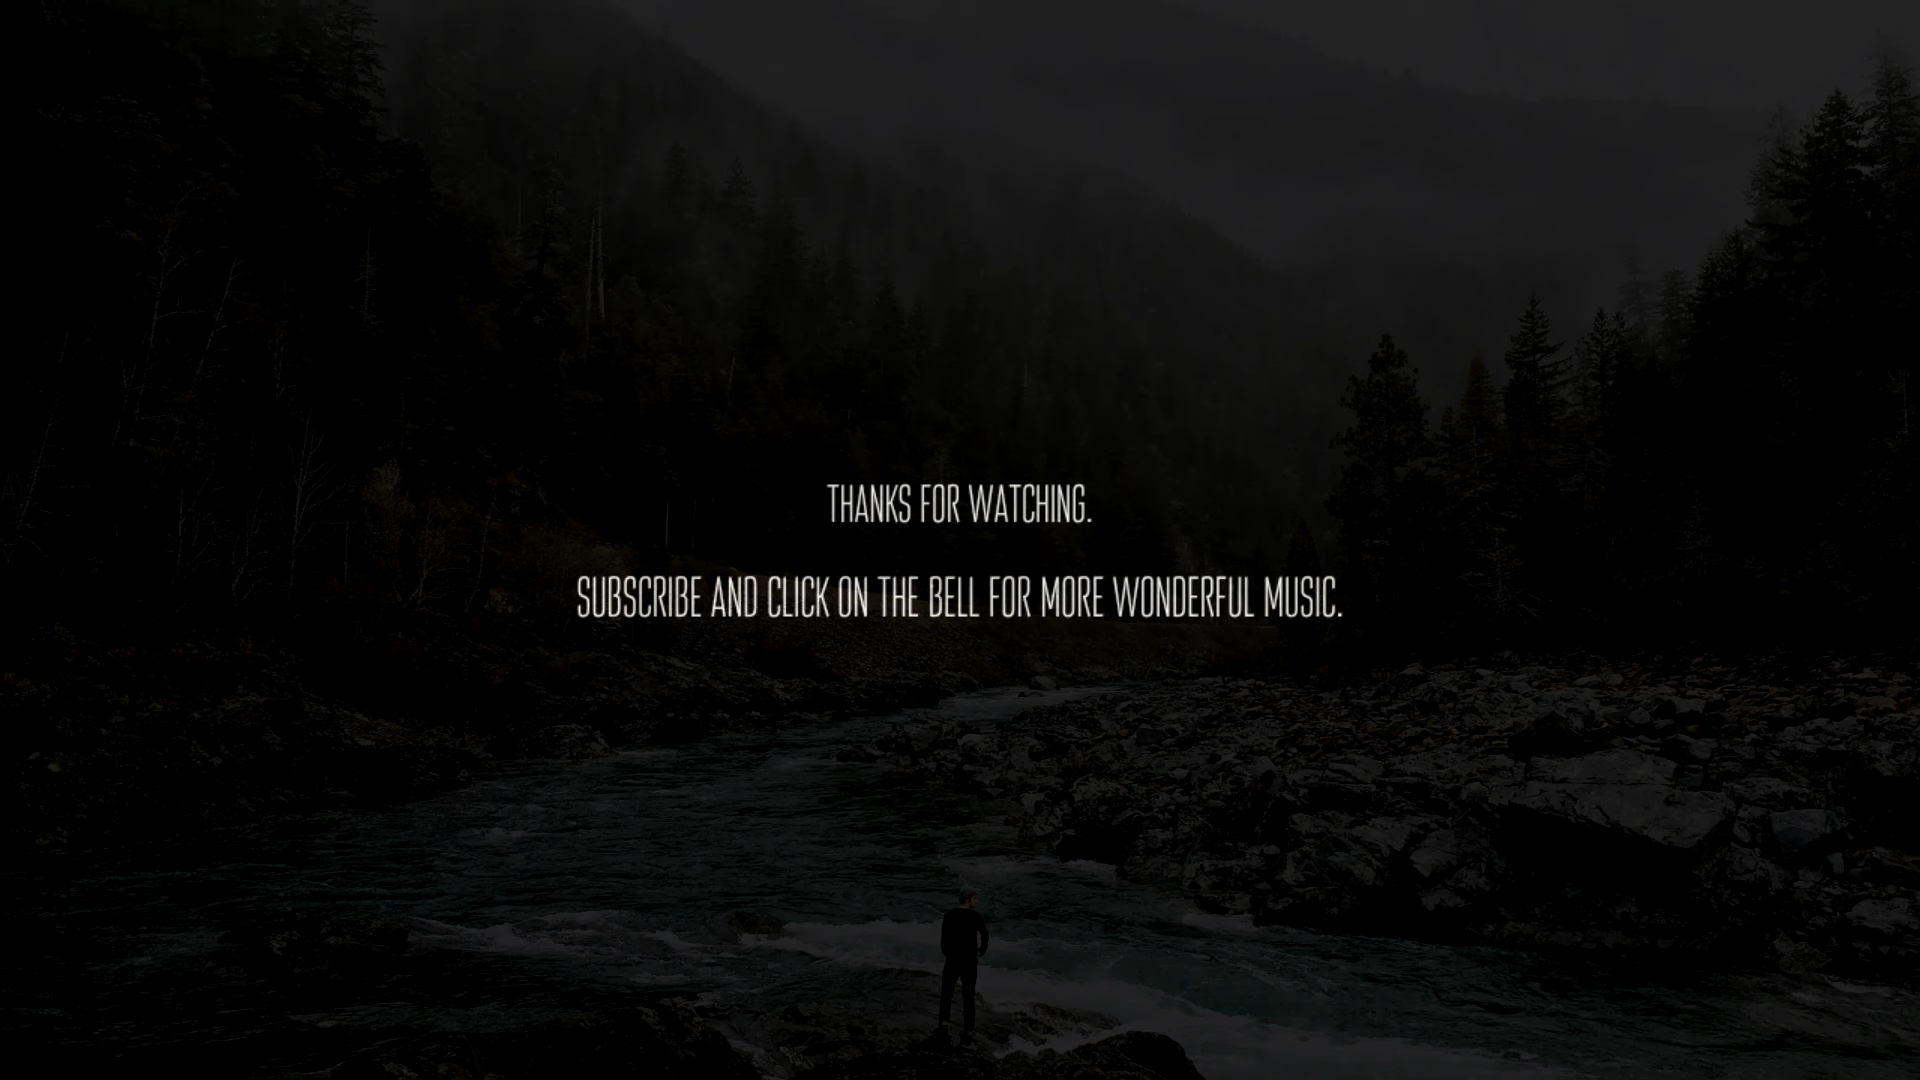 THANKS FOR WATCHING.
SUBSCRIBE AND CLICK ON THE BELL FOR MORE WONDERFUL MUSIC.